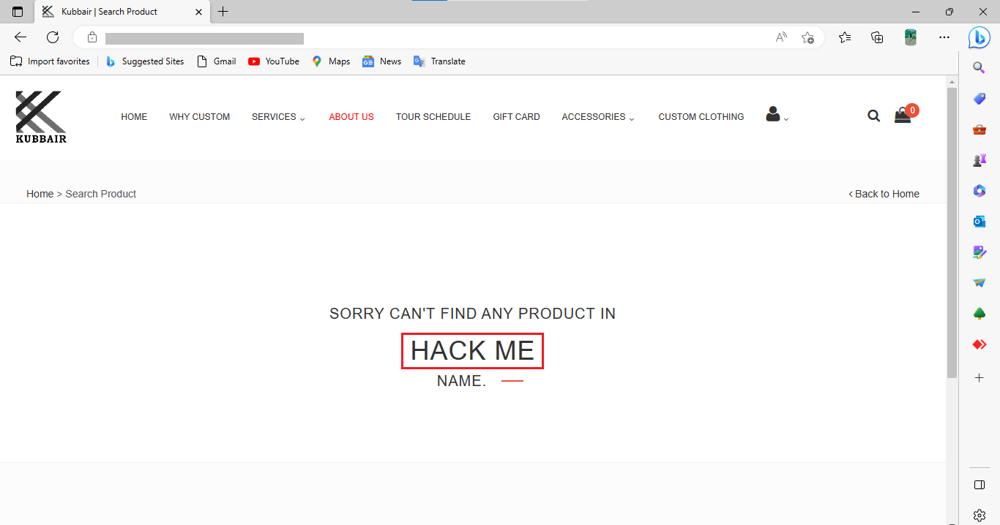 Kubbair | Search Product
Import favorites Suggested Sites Gmail YouTube Maps News Translate
KUBBAIR
HOME WHY CUSTOM SERVICES ABOUT US TOUR SCHEDULE GIFT CARD ACCESSORIES CUSTOM CLOTHING 0
Home > Search Product ‹ Back to Home
SORRY CAN'T FIND ANY PRODUCT IN
HACK ME
NAME.